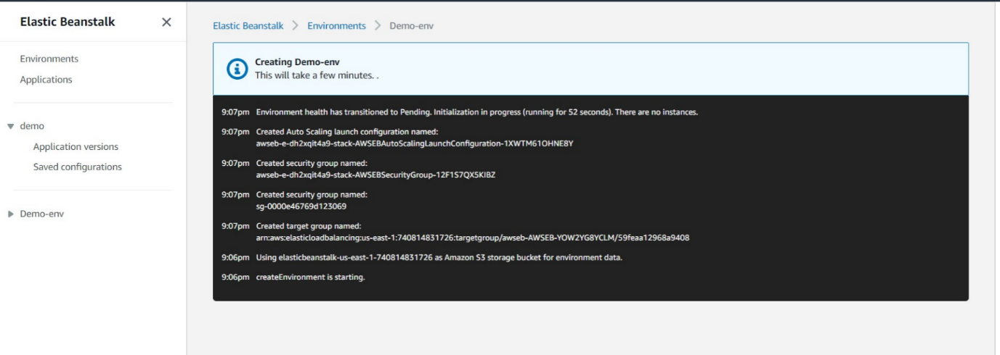 Elastic Beanstalk
Environments
Applications
demo
Application versions
Saved configurations
Demo-env
Elastic Beanstalk > Environments > Demo-env
Creating Demo-env
This will take a few minutes. .
9:07pm Environment health has transitioned to Pending. Initialization in progress (running for 52 seconds). There are no instances.
9:07pm Created Auto Scaling launch configuration named:
awseb-e-dh2xqit4a9-stack-AWSEBAutoScalingLaunchConfiguration-1XWTM61OHNE8Y
9:07pm Created security group named:
awseb-e-dh2xqit4a9-stack-AWSEBSecurityGroup-12F1S7QX5KIBZ
9:07pm Created security group named:
sg-0000e46769d123069
9:07pm Created target group named:
arn:aws:elasticloadbalancing:us-east-1:740814831726:targetgroup/awseb-AWSEB-YOW2YG8YCLM/59feaa12968a9408
9:06pm Using elasticbeanstalk-us-east-1-740814831726 as Amazon S3 storage bucket for environment data.
9:06pm createEnvironment is starting.